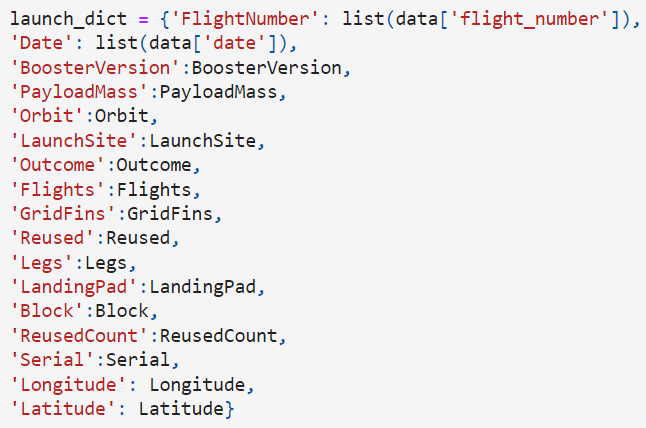 launch_dict = {'FlightNumber': list(data['flight_number']),
'Date': list(data['date']),
'BoosterVersion':BoosterVersion,
'PayloadMass':PayloadMass,
'Orbit':Orbit,
'LaunchSite':LaunchSite,
'Outcome':Outcome,
'Flights':Flights,
'GridFins':GridFins,
'Reused':Reused,
'Legs':Legs,
'LandingPad':LandingPad,
'Block':Block,
'ReusedCount':ReusedCount,
'Serial':Serial,
'Longitude': Longitude,
'Latitude': Latitude}